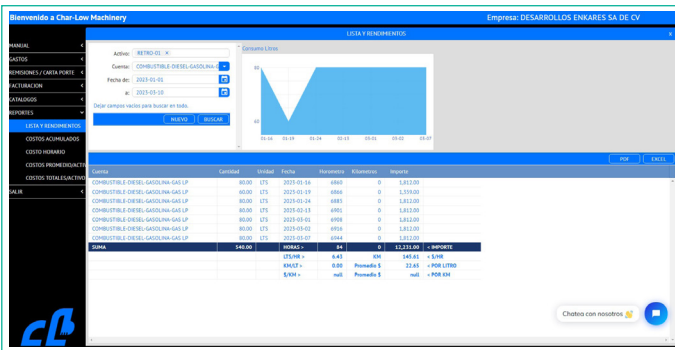 Bienvenido a Char-Low Machinery
Empresa: DESARROLLOS ENKARES SA DE CV
LISTA Y RENDIMIENTOS
x
MANUAL
GASTOS
REMISIONES / CARTA PORTE
FACTURACION
CATALOGOS
REPORTES
LISTA Y RENDIMIENTOS
COSTOS ACUMULADOS
COSTO HORARIO
COSTOS PROMEDIO/ACTIV
COSTOS TOTALES/ACTIVO
SALIR
Activo: RETRO-01 ×
Cuenta: COMBUSTIBLE-DIESEL-GASOLINA-G
Fecha de: 2023-01-01
a: 2023-03-10
Dejar campos vacios para buscar en todo.
NUEVO BUSCAR
Consumo Litros
80
60
01-16 01-19 01-24 02-13 03-01 03-02 03-07
PDF EXCEL
Cuenta Cantidad Unidad Fecha Horometro Kilometros Importe
COMBUSTIBLE-DIESEL-GASOLINA-GAS LP 80.00 LTS 2023-01-16 6860 0 1,812.00
COMBUSTIBLE-DIESEL-GASOLINA-GAS LP 60.00 LTS 2023-01-19 6866 0 1,359.00
COMBUSTIBLE-DIESEL-GASOLINA-GAS LP 80.00 LTS 2023-01-24 6883 0 1,812.00
COMBUSTIBLE-DIESEL-GASOLINA-GAS LP 80.00 LTS 2023-02-13 6901 0 1,812.00
COMBUSTIBLE-DIESEL-GASOLINA-GAS LP 80.00 LTS 2023-03-01 6908 0 1,812.00
COMBUSTIBLE-DIESEL-GASOLINA-GAS LP 80.00 LTS 2023-03-02 6916 0 1,812.00
COMBUSTIBLE-DIESEL-GASOLINA-GAS LP 80.00 LTS 2023-03-07 6944 0 1,812.00
SUMA 540.00 HORAS > 84 0 12,231.00 < IMPORTE
LTS/HR > 6.43 KM 145.61 < $/HR
KM/LT > 0.00 Promedio $ 22.65 < POR LITRO
$/KM > null Promedio $ null < POR KM
Chatea con nosotros 👋